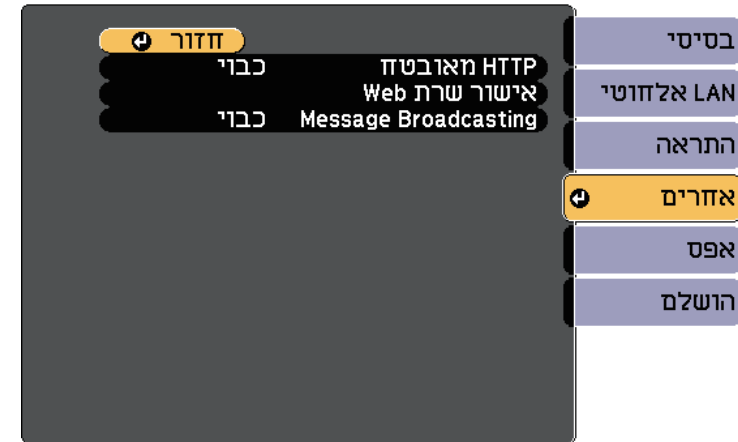 בסיסי
LAN אלחוטי
התראה
אחרים
אפס
הושלם
חזור
HTTP מאובטח כבוי
אישור שרת Web
Message Broadcasting כבוי